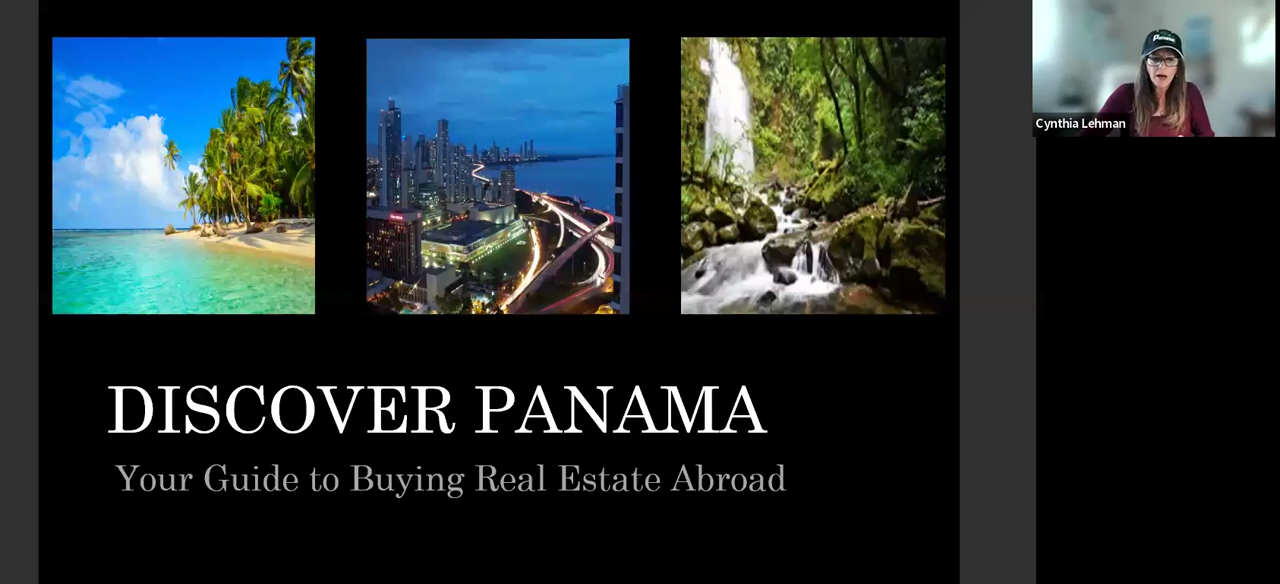 DISCOVER PANAMA
Your Guide to Buying Real Estate Abroad
Cynthia Lehman